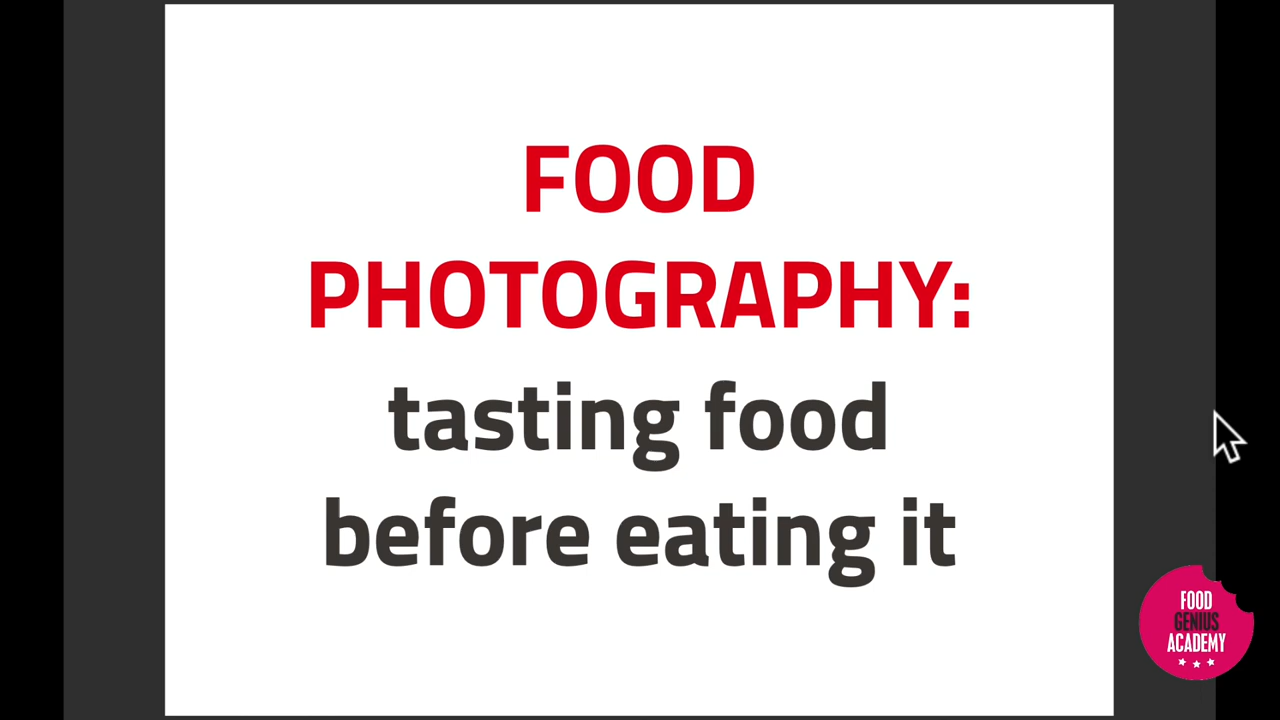 FOOD
PHOTOGRAPHY:
tasting food
before eating it
FOOD
GENIUS
ACADEMY